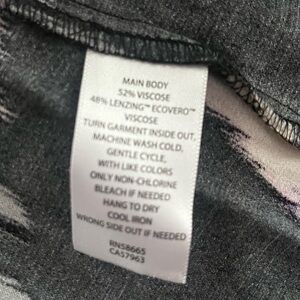 MAIN BODY
52% VISCOSE
48% LENZING™ ECOVERO™
VISCOSE
TURN GARMENT INSIDE OUT,
MACHINE WASH COLD,
GENTLE CYCLE,
WITH LIKE COLORS
ONLY NON-CHLORINE
BLEACH IF NEEDED
HANG TO DRY
COOL IRON
WRONG SIDE OUT IF NEEDED
RN58665
CA57963